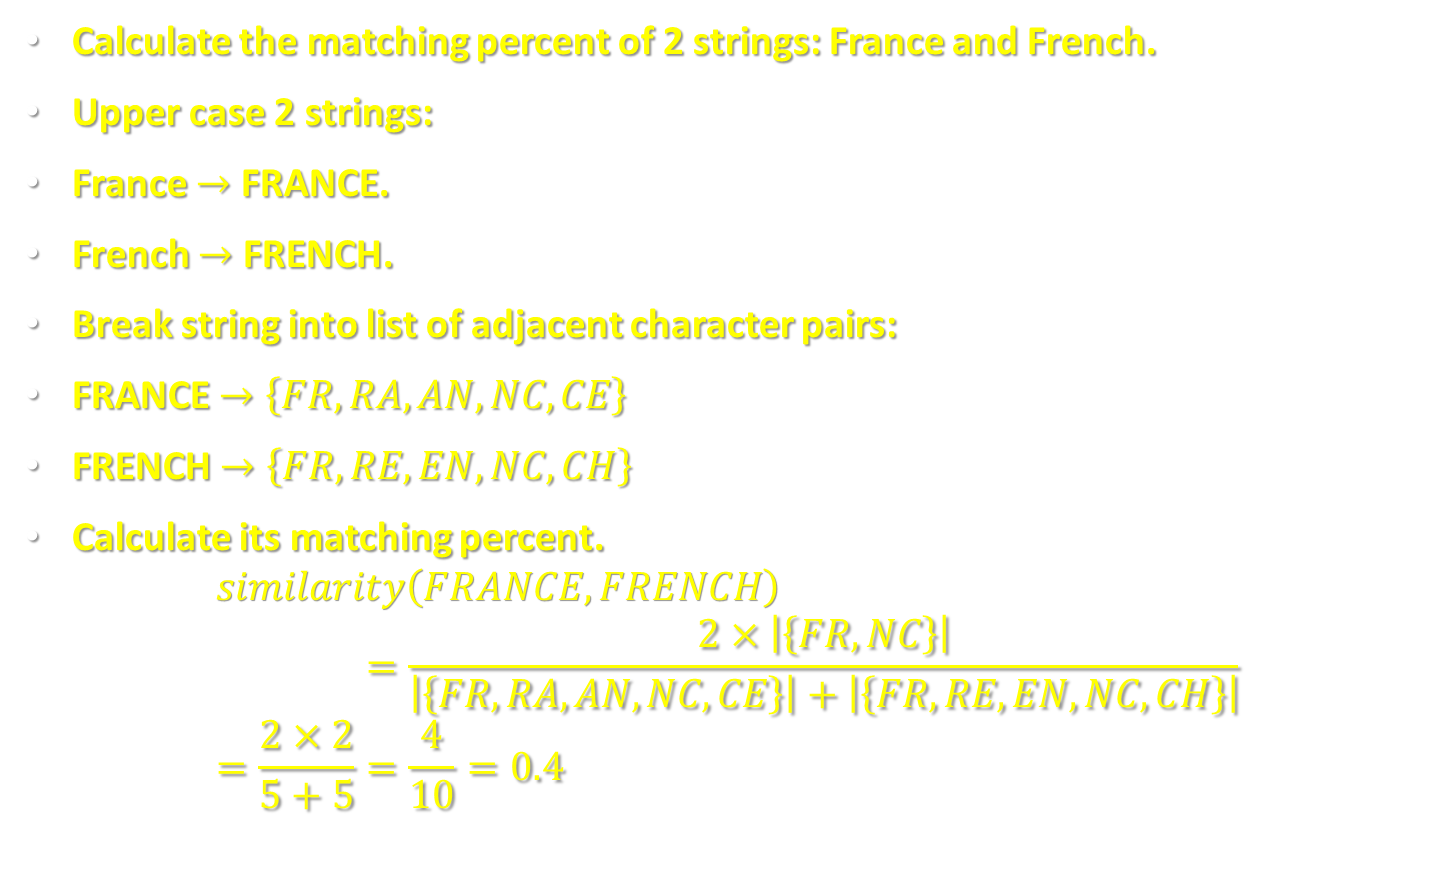 • Calculate the matching percent of 2 strings: France and French.
• Upper case 2 strings:
• France → FRANCE.
• French → FRENCH.
• Break string into list of adjacent character pairs:
• FRANCE → {FR, RA, AN, NC, CE}
• FRENCH → {FR, RE, EN, NC, CH}
• Calculate its matching percent.
similarity(FRANCE, FRENCH)
2 × |{FR, NC}|
=
|{FR, RA, AN, NC, CE}| + |{FR, RE, EN, NC, CH}|
2 × 2 4
= = = 0.4
5 + 5 10